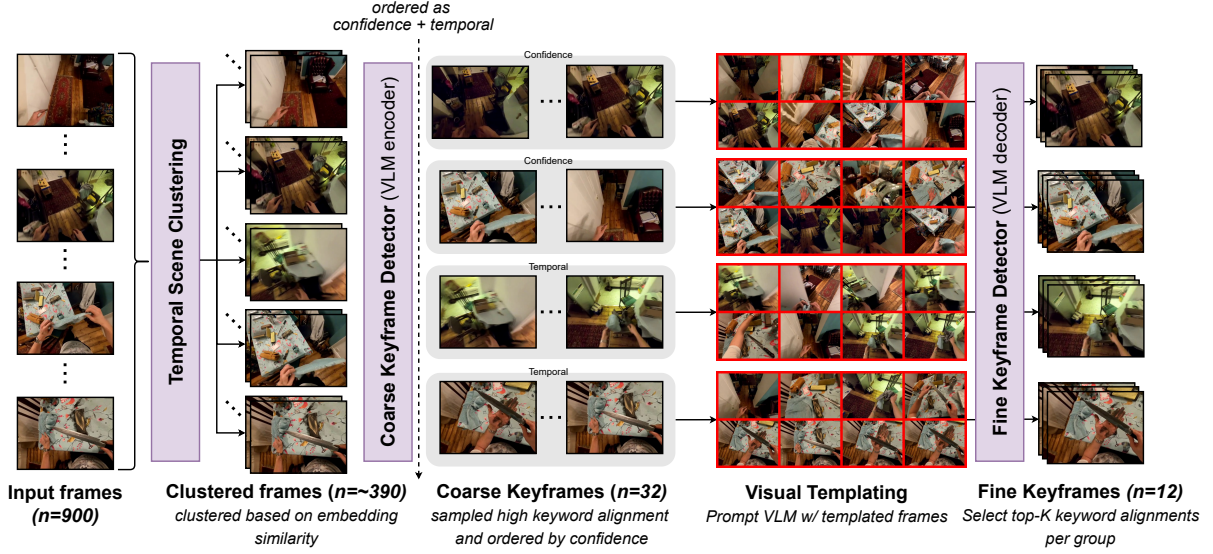 ordered as
confidence + temporal
Temporal Scene Clustering
Coarse Keyframe Detector (VLM encoder)
Confidence
Confidence
Temporal
Temporal
Fine Keyframe Detector (VLM decoder)
Input frames
(n=900)
Clustered frames (n=~390)
clustered based on embedding
similarity
Coarse Keyframes (n=32)
sampled high keyword alignment
and ordered by confidence
Visual Templating
Prompt VLM w/ templated frames
Fine Keyframes (n=12)
Select top-K keyword alignments
per group